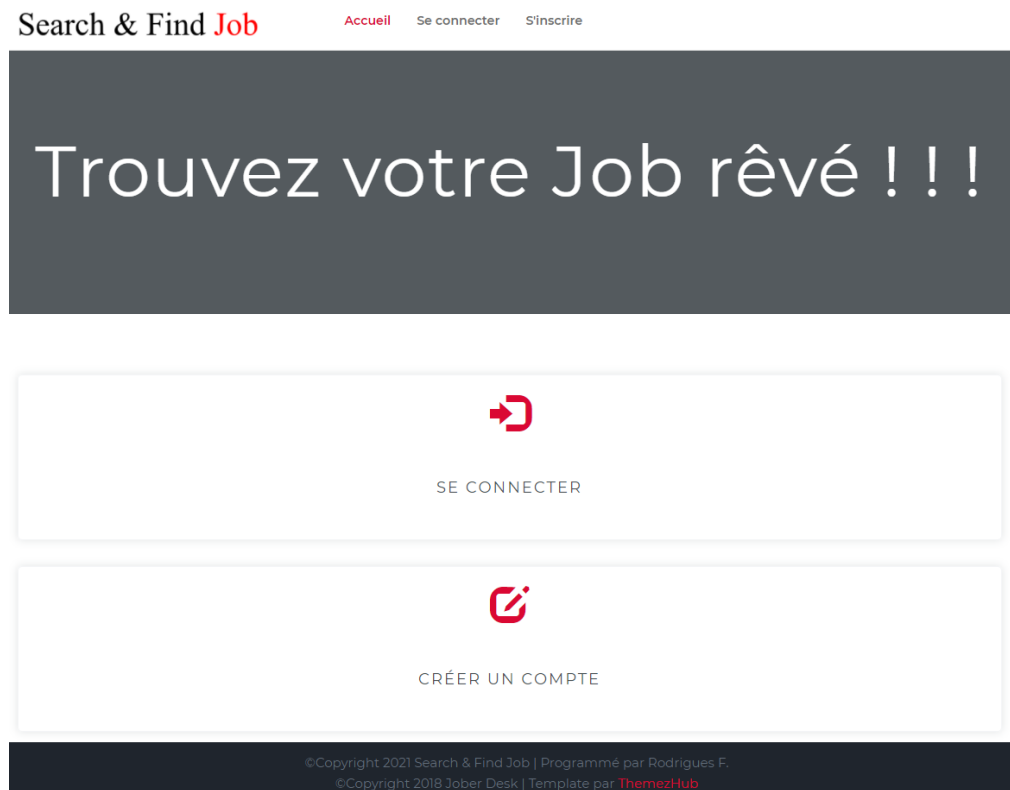 Search & Find Job
Accueil Se connecter S'inscrire
Trouvez votre Job rêvé ! ! !
SE CONNECTER
CRÉER UN COMPTE
©Copyright 2021 Search & Find Job | Programmé par Rodrigues F.
©Copyright 2018 Jober Desk | Template par ThemezHub